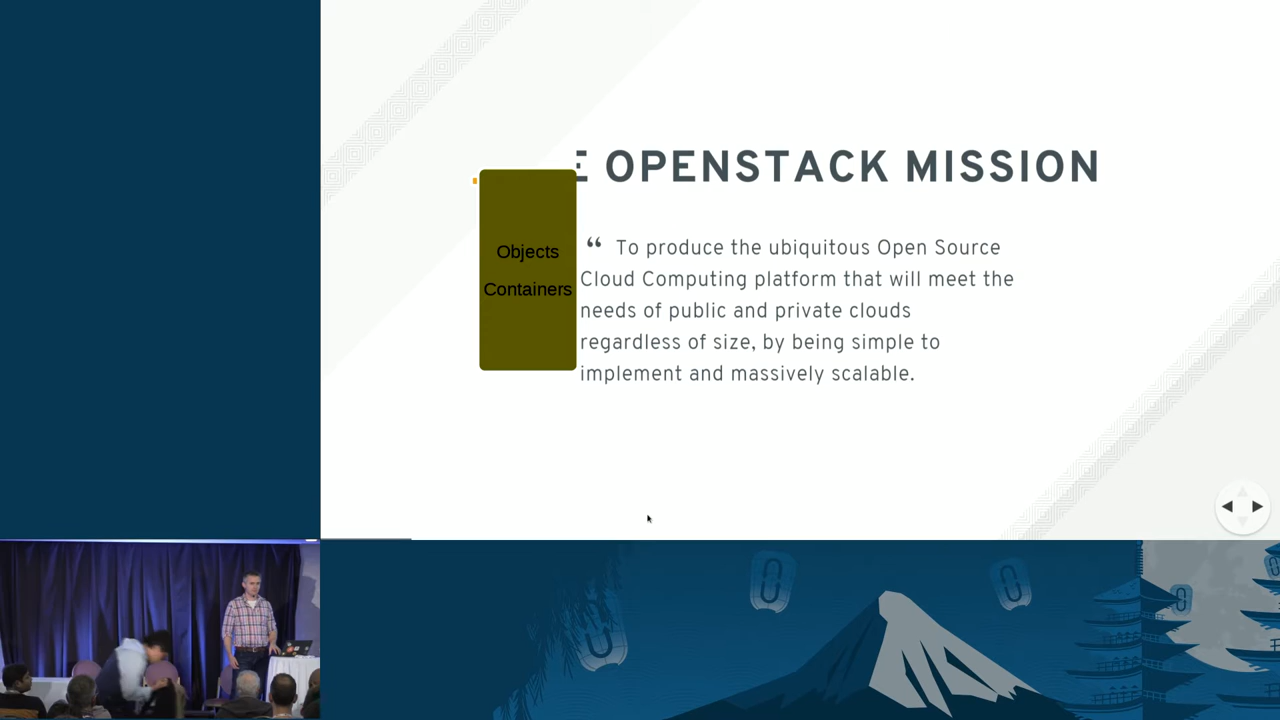 E OPENSTACK MISSION
Objects
Containers
“ To produce the ubiquitous Open Source
Cloud Computing platform that will meet the
needs of public and private clouds
regardless of size, by being simple to
implement and massively scalable.